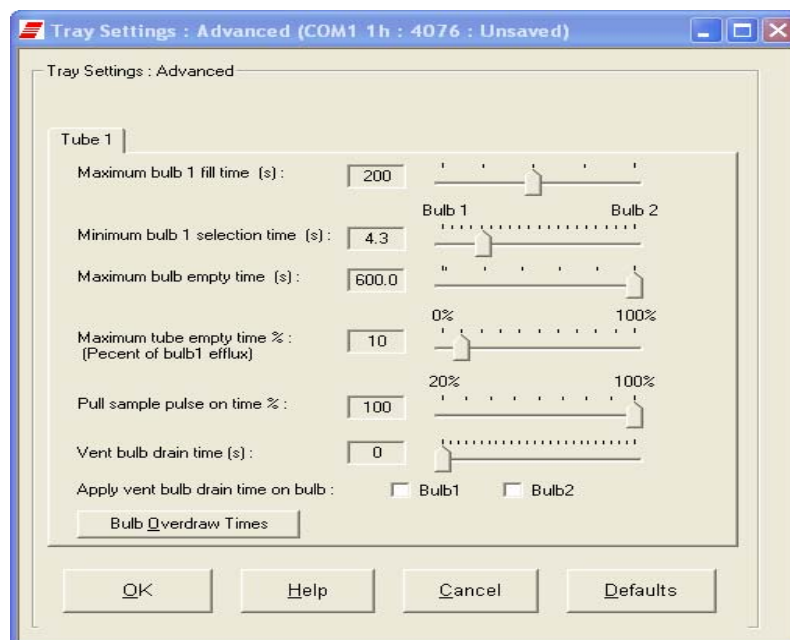 Tray Settings : Advanced (COM1 1h : 4076 : Unsaved)
Tray Settings : Advanced
Tube 1
Maximum bulb 1 fill time (s) : 200
Bulb 1 Bulb 2
Minimum bulb 1 selection time (s) : 4.3
Maximum bulb empty time (s) : 600.0
0% 100%
Maximum tube empty time % : 10
(Pecent of bulb1 efflux)
20% 100%
Pull sample pulse on time % : 100
Vent bulb drain time (s) : 0
Apply vent bulb drain time on bulb : Bulb1 Bulb2
Bulb Overdraw Times
OK Help Cancel Defaults